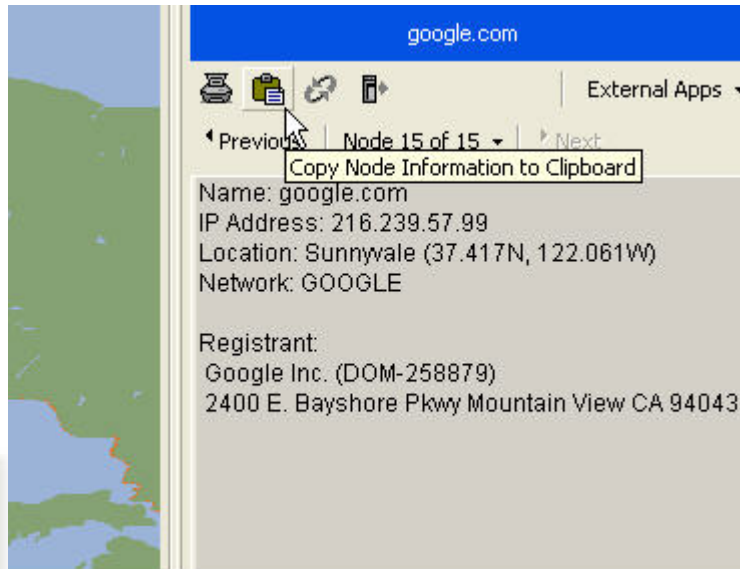 google.com
External Apps
Previous Node 15 of 15 Next
Copy Node Information to Clipboard
Name: google.com
IP Address: 216.239.57.99
Location: Sunnyvale (37.417N, 122.061W)
Network: GOOGLE
Registrant:
Google Inc. (DOM-258879)
2400 E. Bayshore Pkwy Mountain View CA 94043